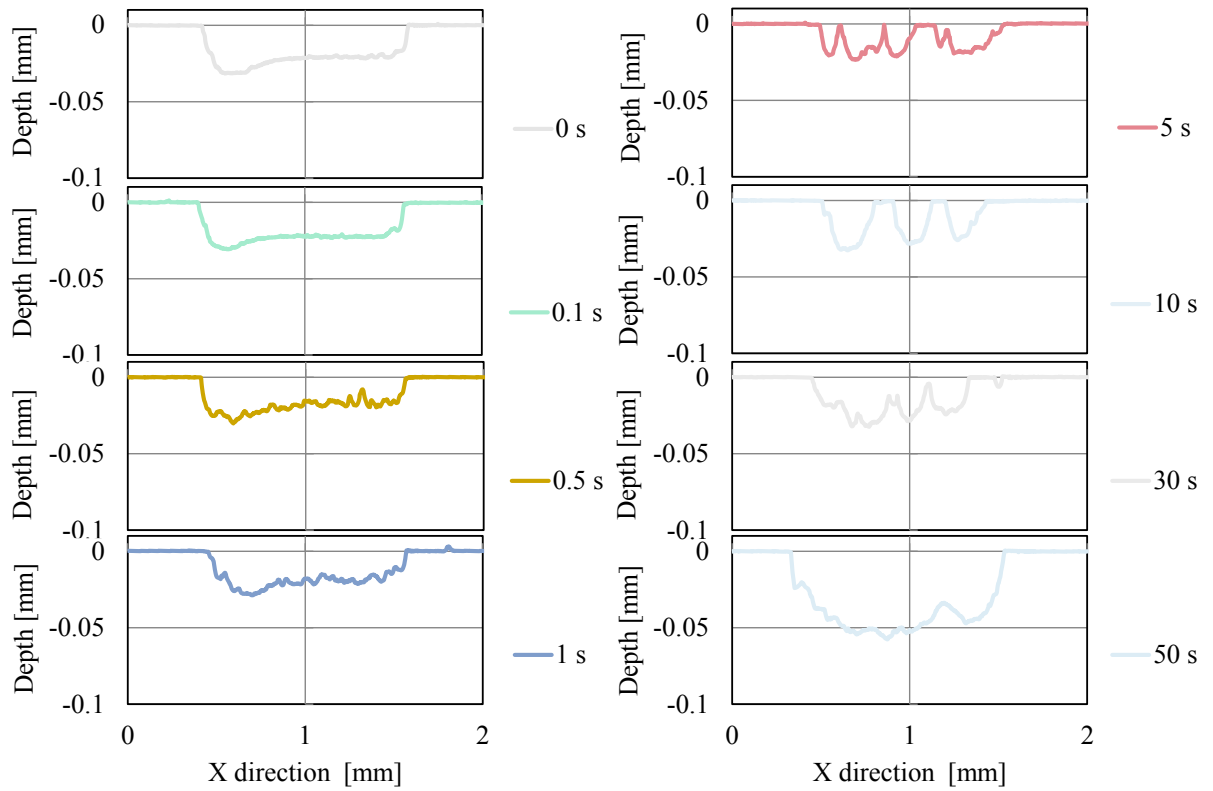 0
-0.05
-0.1
Depth [mm]
0 s
0
-0.05
-0.1
Depth [mm]
0.1 s
0
-0.05
-0.1
Depth [mm]
0.5 s
0
-0.05
-0.1
Depth [mm]
1 s
0 1 2
X direction [mm]
0
-0.05
-0.1
Depth [mm]
5 s
0
-0.05
-0.1
Depth [mm]
10 s
0
-0.05
-0.1
Depth [mm]
30 s
0
-0.05
-0.1
Depth [mm]
50 s
0 1 2
X direction [mm]